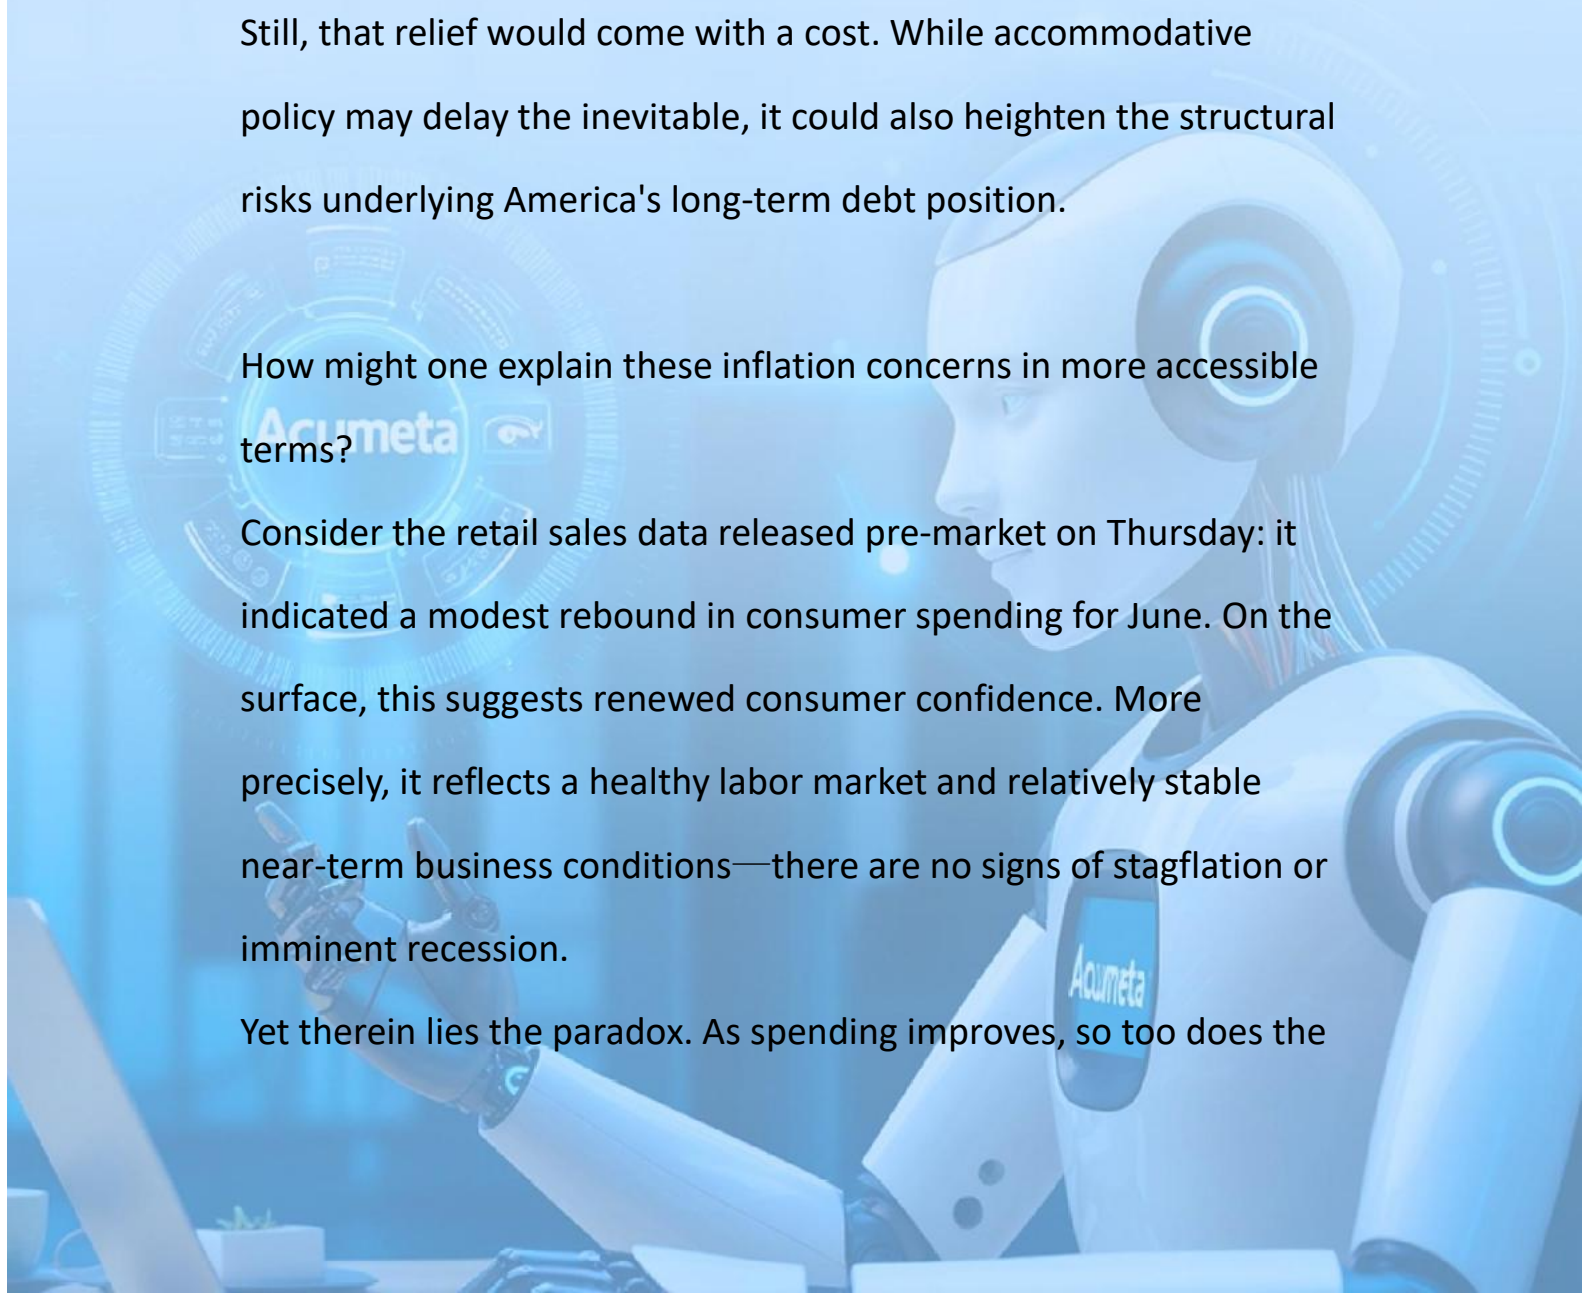 Still, that relief would come with a cost. While accommodative
policy may delay the inevitable, it could also heighten the structural
risks underlying America's long-term debt position.
How might one explain these inflation concerns in more accessible
terms?
Acumeta
Consider the retail sales data released pre-market on Thursday: it
indicated a modest rebound in consumer spending for June. On the
surface, this suggests renewed consumer confidence. More
precisely, it reflects a healthy labor market and relatively stable
near-term business conditions—there are no signs of stagflation or
imminent recession.
Acumeta
Yet therein lies the paradox. As spending improves, so too does the